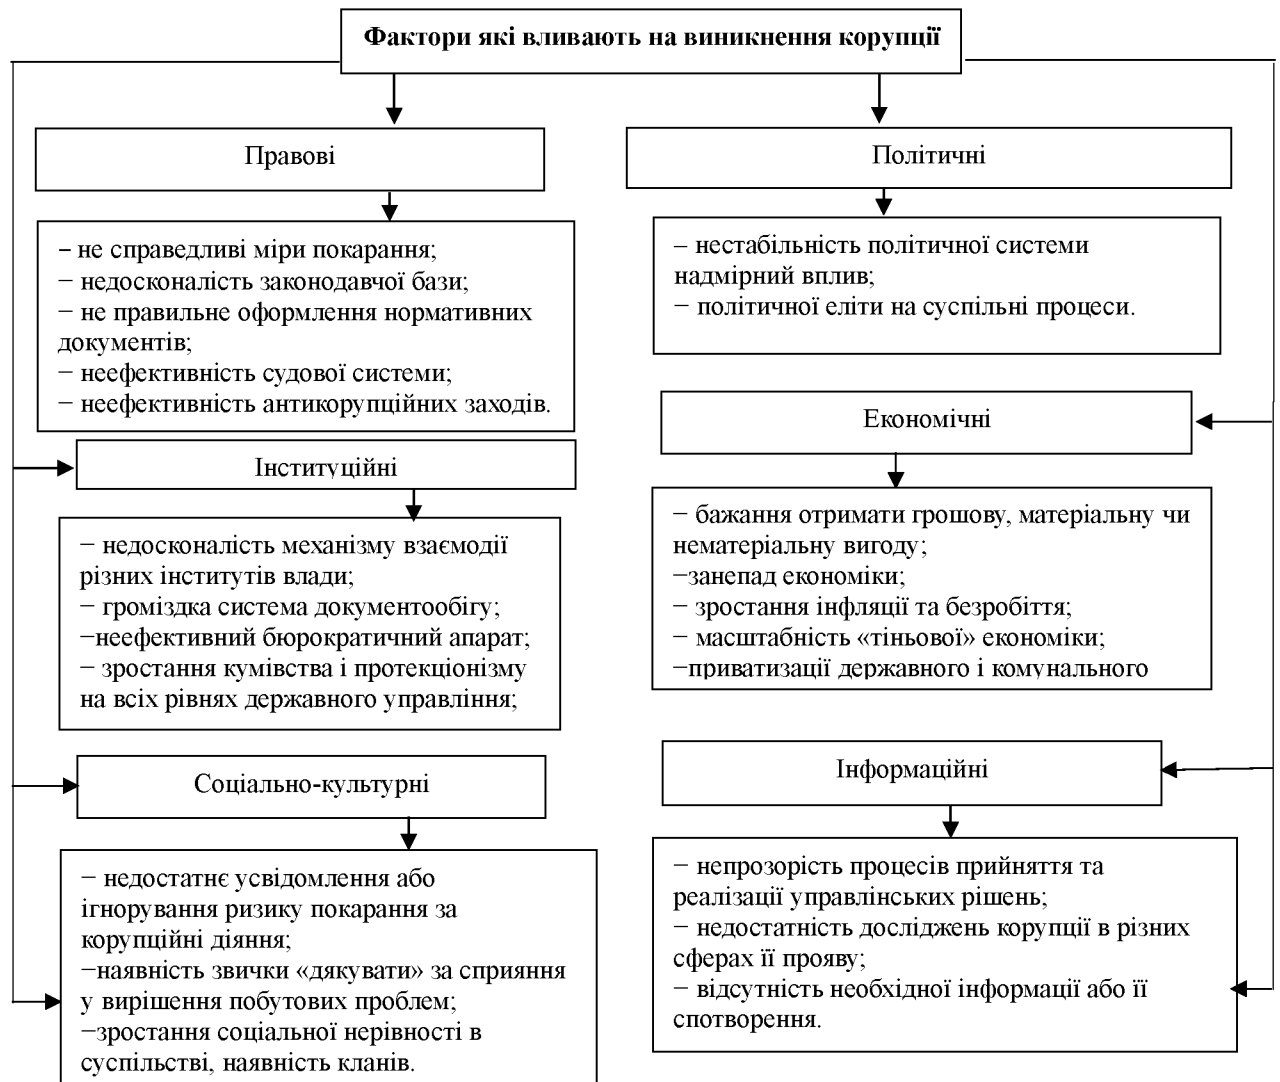 Фактори які вливають на виникнення корупції
Правові
– не справедливі міри покарання;
− недосконалість законодавчої бази;
− не правильне оформлення нормативних
документів;
− неефективність судової системи;
− неефективність антикорупційних заходів.
Політичні
– нестабільність політичної системи
надмірний вплив;
− політичної еліти на суспільні процеси.
Інституційні
− недосконалість механізму взаємодії
різних інститутів влади;
− громіздка система документообігу;
−неефективний бюрократичний апарат;
− зростання кумівства і протекціонізму
на всіх рівнях державного управління;
Економічні
− бажання отримати грошову, матеріальну чи
нематеріальну вигоду;
−занепад економіки;
− зростання інфляції та безробіття;
− масштабність «тіньової» економіки;
−приватизації державного і комунального
Соціально-культурні
− недостатнє усвідомлення або
ігнорування ризику покарання за
корупційні діяння;
−наявність звички «дякувати» за сприяння
у вирішення побутових проблем;
−зростання соціальної нерівності в
суспільстві, наявність кланів.
Інформаційні
− непрозорість процесів прийняття та
реалізації управлінських рішень;
− недостатність досліджень корупції в різних
сферах її прояву;
− відсутність необхідної інформації або її
спотворення.